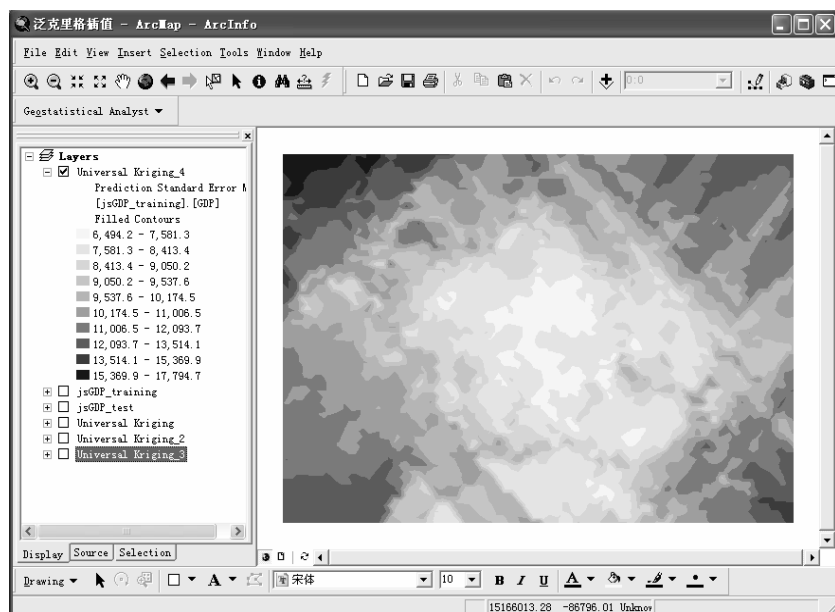 泛克里格插值 - ArcMap - ArcInfo
File Edit View Insert Selection Tools Window Help
0:0
Geostatistical Analyst
Layers
Universal Kriging_4
Prediction Standard Error M
[jsGDP_training].[GDP]
Filled Contours
6,494.2 - 7,581.3
7,581.3 - 8,413.4
8,413.4 - 9,050.2
9,050.2 - 9,537.6
9,537.6 - 10,174.5
10,174.5 - 11,006.5
11,006.5 - 12,093.7
12,093.7 - 13,514.1
13,514.1 - 15,369.9
15,369.9 - 17,794.7
jsGDP_training
jsGDP_test
Universal Kriging
Universal Kriging_2
Universal Kriging_3
Display Source Selection
Drawing A 宋体 10 B I U A
15166013.28 -86796.01 Unknow